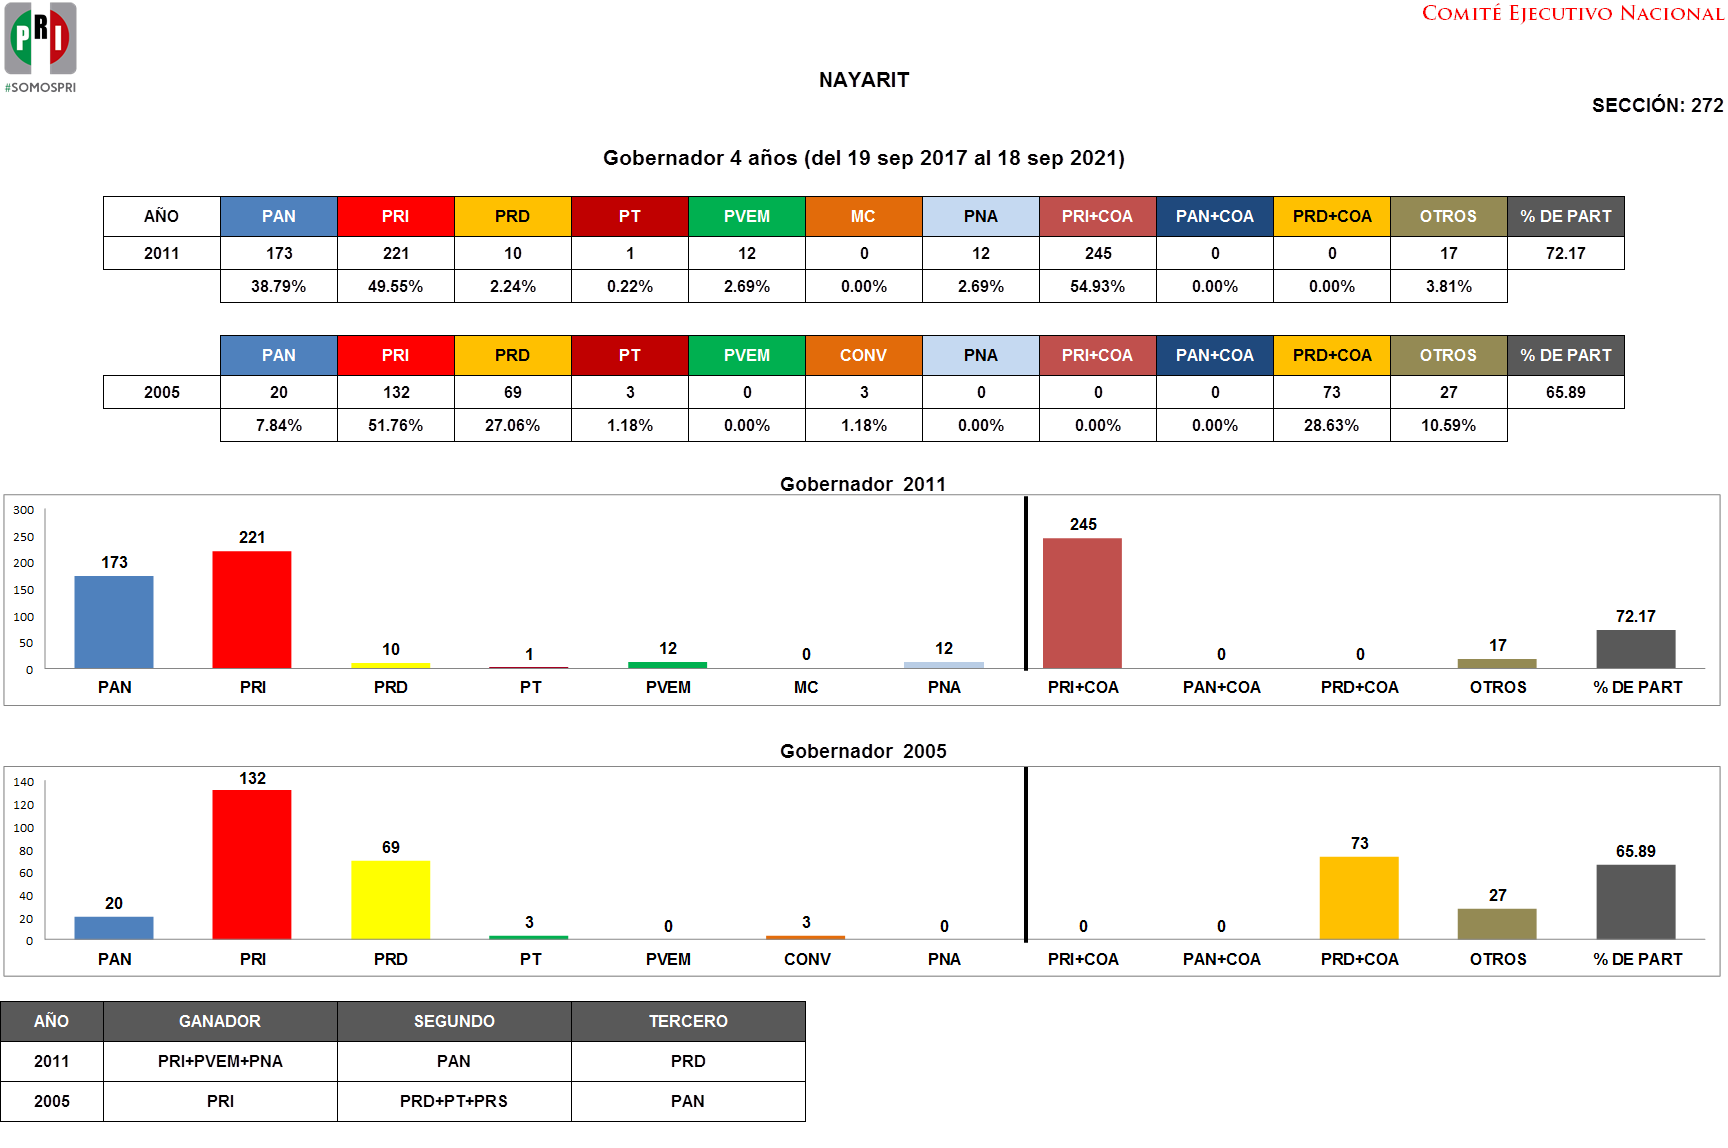 PRI
#SOMOSPRI
COMITÉ EJECUTIVO NACIONAL
NAYARIT
SECCIÓN: 272
Gobernador 4 años (del 19 sep 2017 al 18 sep 2021)
AÑO PAN PRI PRD PT PVEM MC PNA PRI+COA PAN+COA PRD+COA OTROS % DE PART
2011 173 221 10 1 12 0 12 245 0 0 17 72.17
38.79% 49.55% 2.24% 0.22% 2.69% 0.00% 2.69% 54.93% 0.00% 0.00% 3.81%
PAN PRI PRD PT PVEM CONV PNA PRI+COA PAN+COA PRD+COA OTROS % DE PART
2005 20 132 69 3 0 3 0 0 0 73 27 65.89
7.84% 51.76% 27.06% 1.18% 0.00% 1.18% 0.00% 0.00% 0.00% 28.63% 10.59%
Gobernador 2011
300
250
200
150
100
50
0
173 221 10 1 12 0 12 245 0 0 17 72.17
PAN PRI PRD PT PVEM MC PNA PRI+COA PAN+COA PRD+COA OTROS % DE PART
Gobernador 2005
140
120
100
80
60
40
20
0
20 132 69 3 0 3 0 0 0 73 27 65.89
PAN PRI PRD PT PVEM CONV PNA PRI+COA PAN+COA PRD+COA OTROS % DE PART
AÑO GANADOR SEGUNDO TERCERO
2011 PRI+PVEM+PNA PAN PRD
2005 PRI PRD+PT+PRS PAN